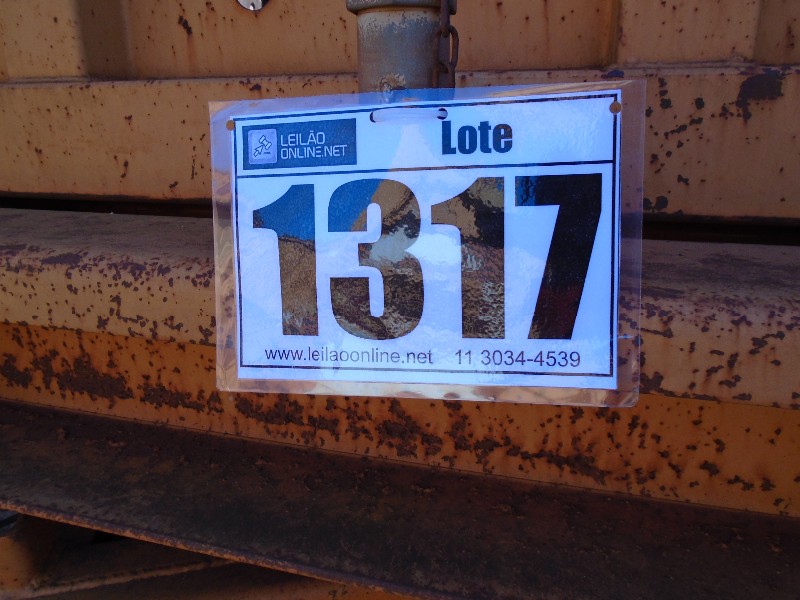 LEILÃO
ONLINE.NET
Lote
1317
www.leilaoonline.net 11 3034-4539